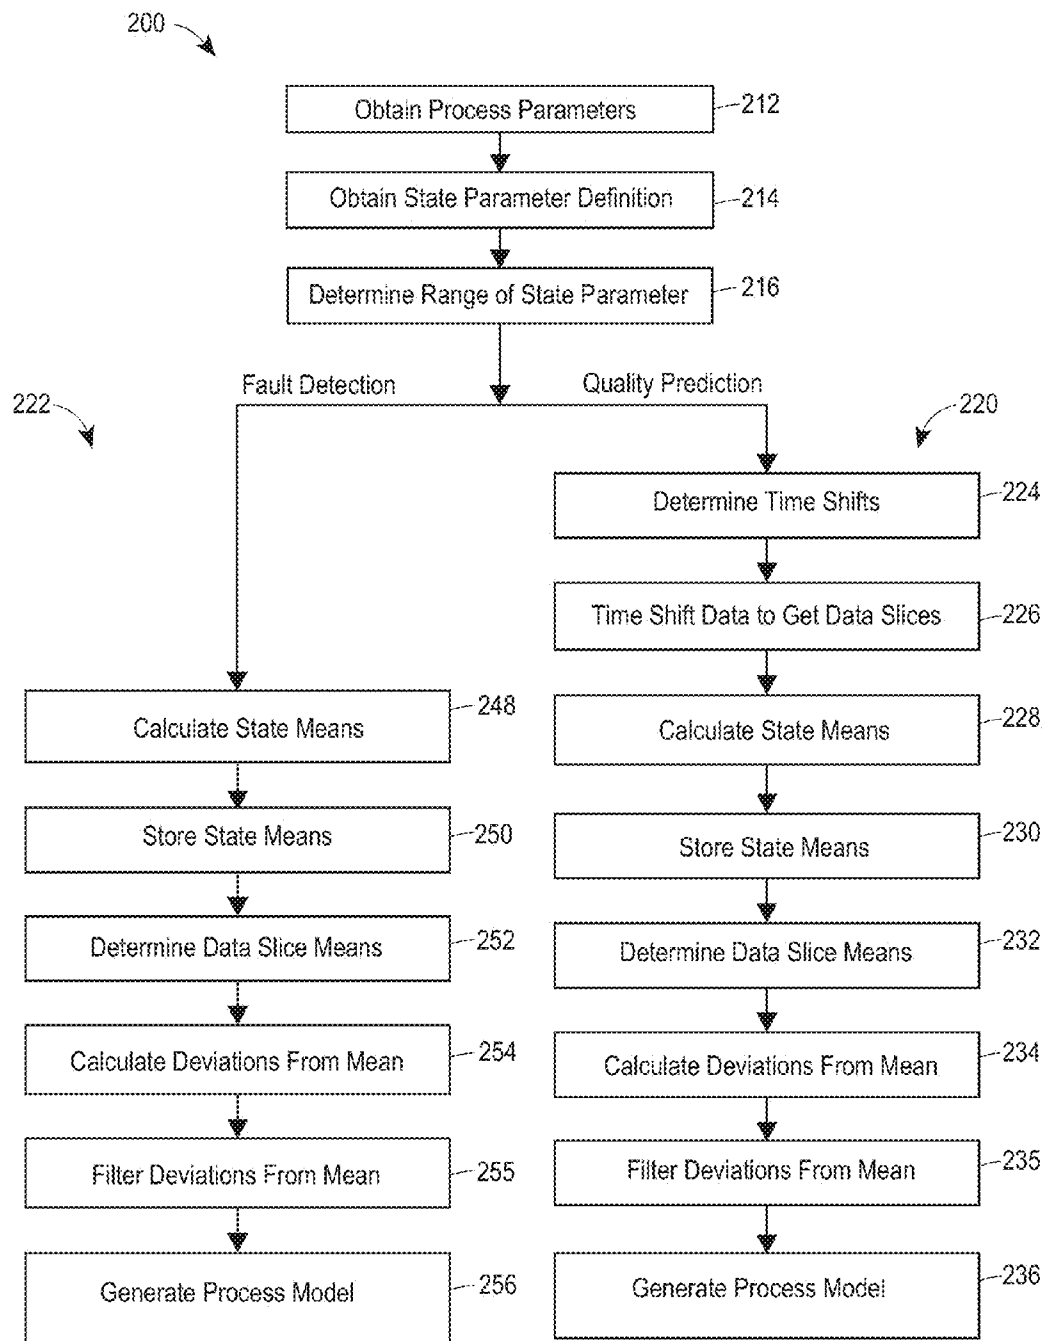 200
Obtain Process Parameters 212
Obtain State Parameter Definition 214
Determine Range of State Parameter 216
Fault Detection Quality Prediction
222 220
Determine Time Shifts 224
Time Shift Data to Get Data Slices 226
Calculate State Means 248
Calculate State Means 228
Store State Means 250
Store State Means 230
Determine Data Slice Means 252
Determine Data Slice Means 232
Calculate Deviations From Mean 254
Calculate Deviations From Mean 234
Filter Deviations From Mean 255
Filter Deviations From Mean 235
Generate Process Model 256
Generate Process Model 236